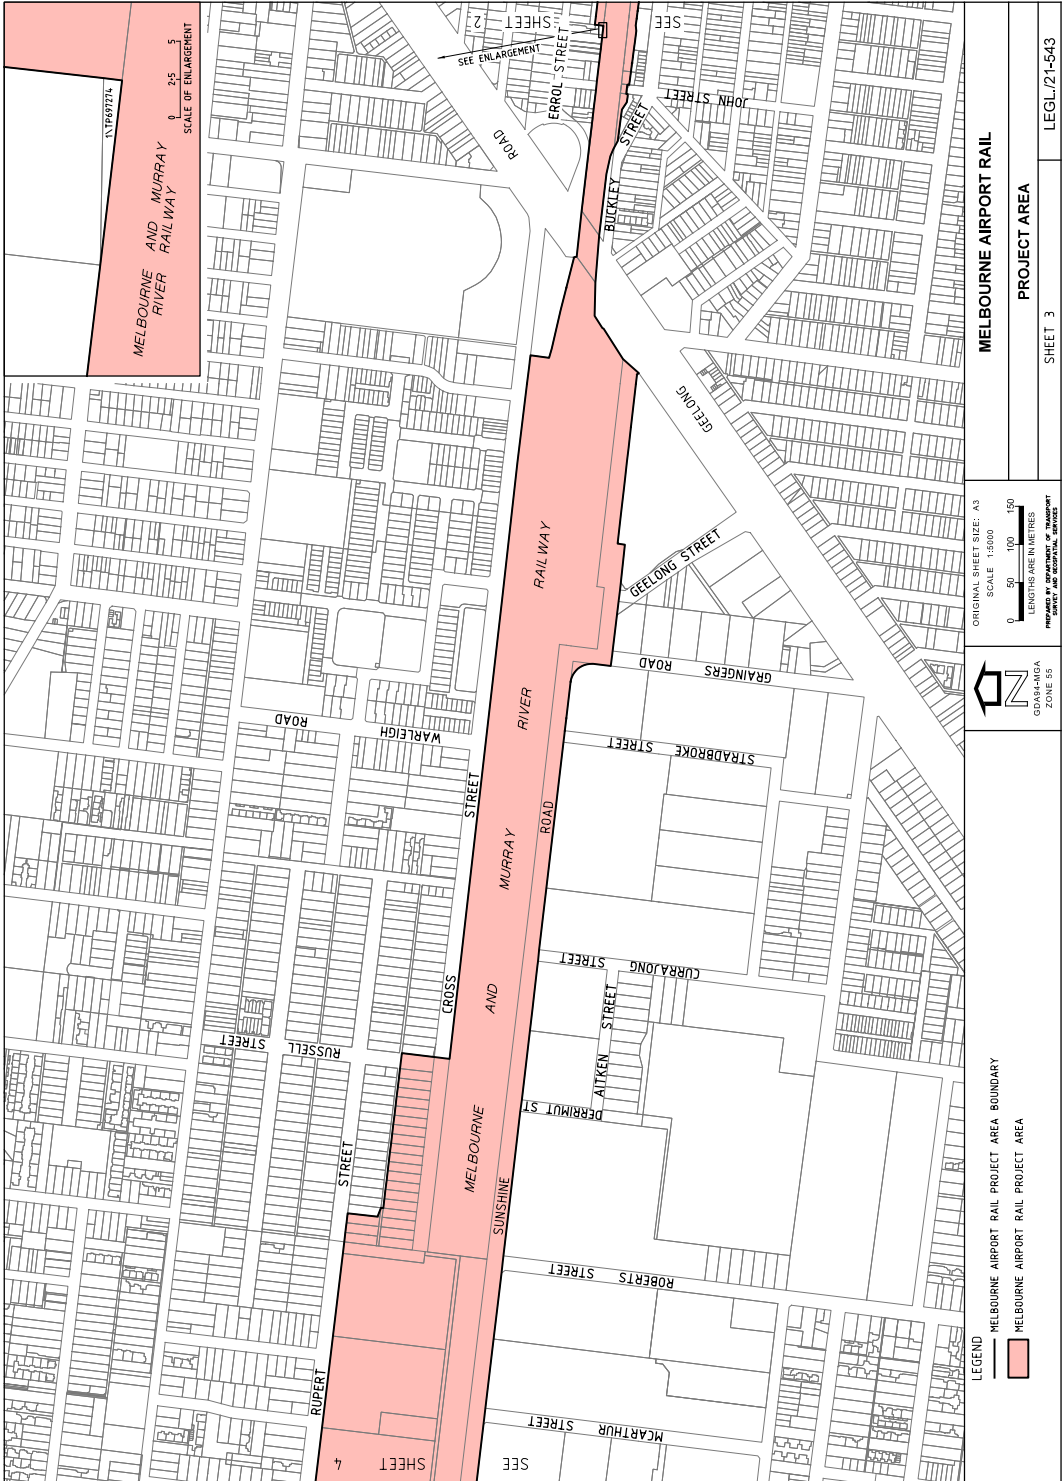 1\TP697274
0 2·5 5
SCALE OF ENLARGEMENT
MELBOURNE AND MURRAY
RIVER RAILWAY
SEE SHEET 2
SEE ENLARGEMENT
ERROL STREET
JOHN STREET
BUCKLEY STREET
ROAD
GEELONG
GEELONG STREET
GRAINGERS ROAD
STRADBROKE STREET
WARLEIGH ROAD
CROSS STREET
MELBOURNE AND MURRAY RIVER RAILWAY
SUNSHINE ROAD
CURRAJONG STREET
AITKEN STREET
DERRIMUT ST
RUSSELL STREET
RUPERT STREET
ROBERTS STREET
MCARTHUR STREET
SEE SHEET 4
LEGEND
MELBOURNE AIRPORT RAIL PROJECT AREA BOUNDARY
MELBOURNE AIRPORT RAIL PROJECT AREA
N
GDA94-MGA
ZONE 55
ORIGINAL SHEET SIZE: A3
SCALE 1:5000
0 50 100 150
LENGTHS ARE IN METRES
PREPARED BY DEPARTMENT OF TRANSPORT
SURVEY AND GEOSPATIAL SERVICES
MELBOURNE AIRPORT RAIL
PROJECT AREA
SHEET 3
LEGL./21-543